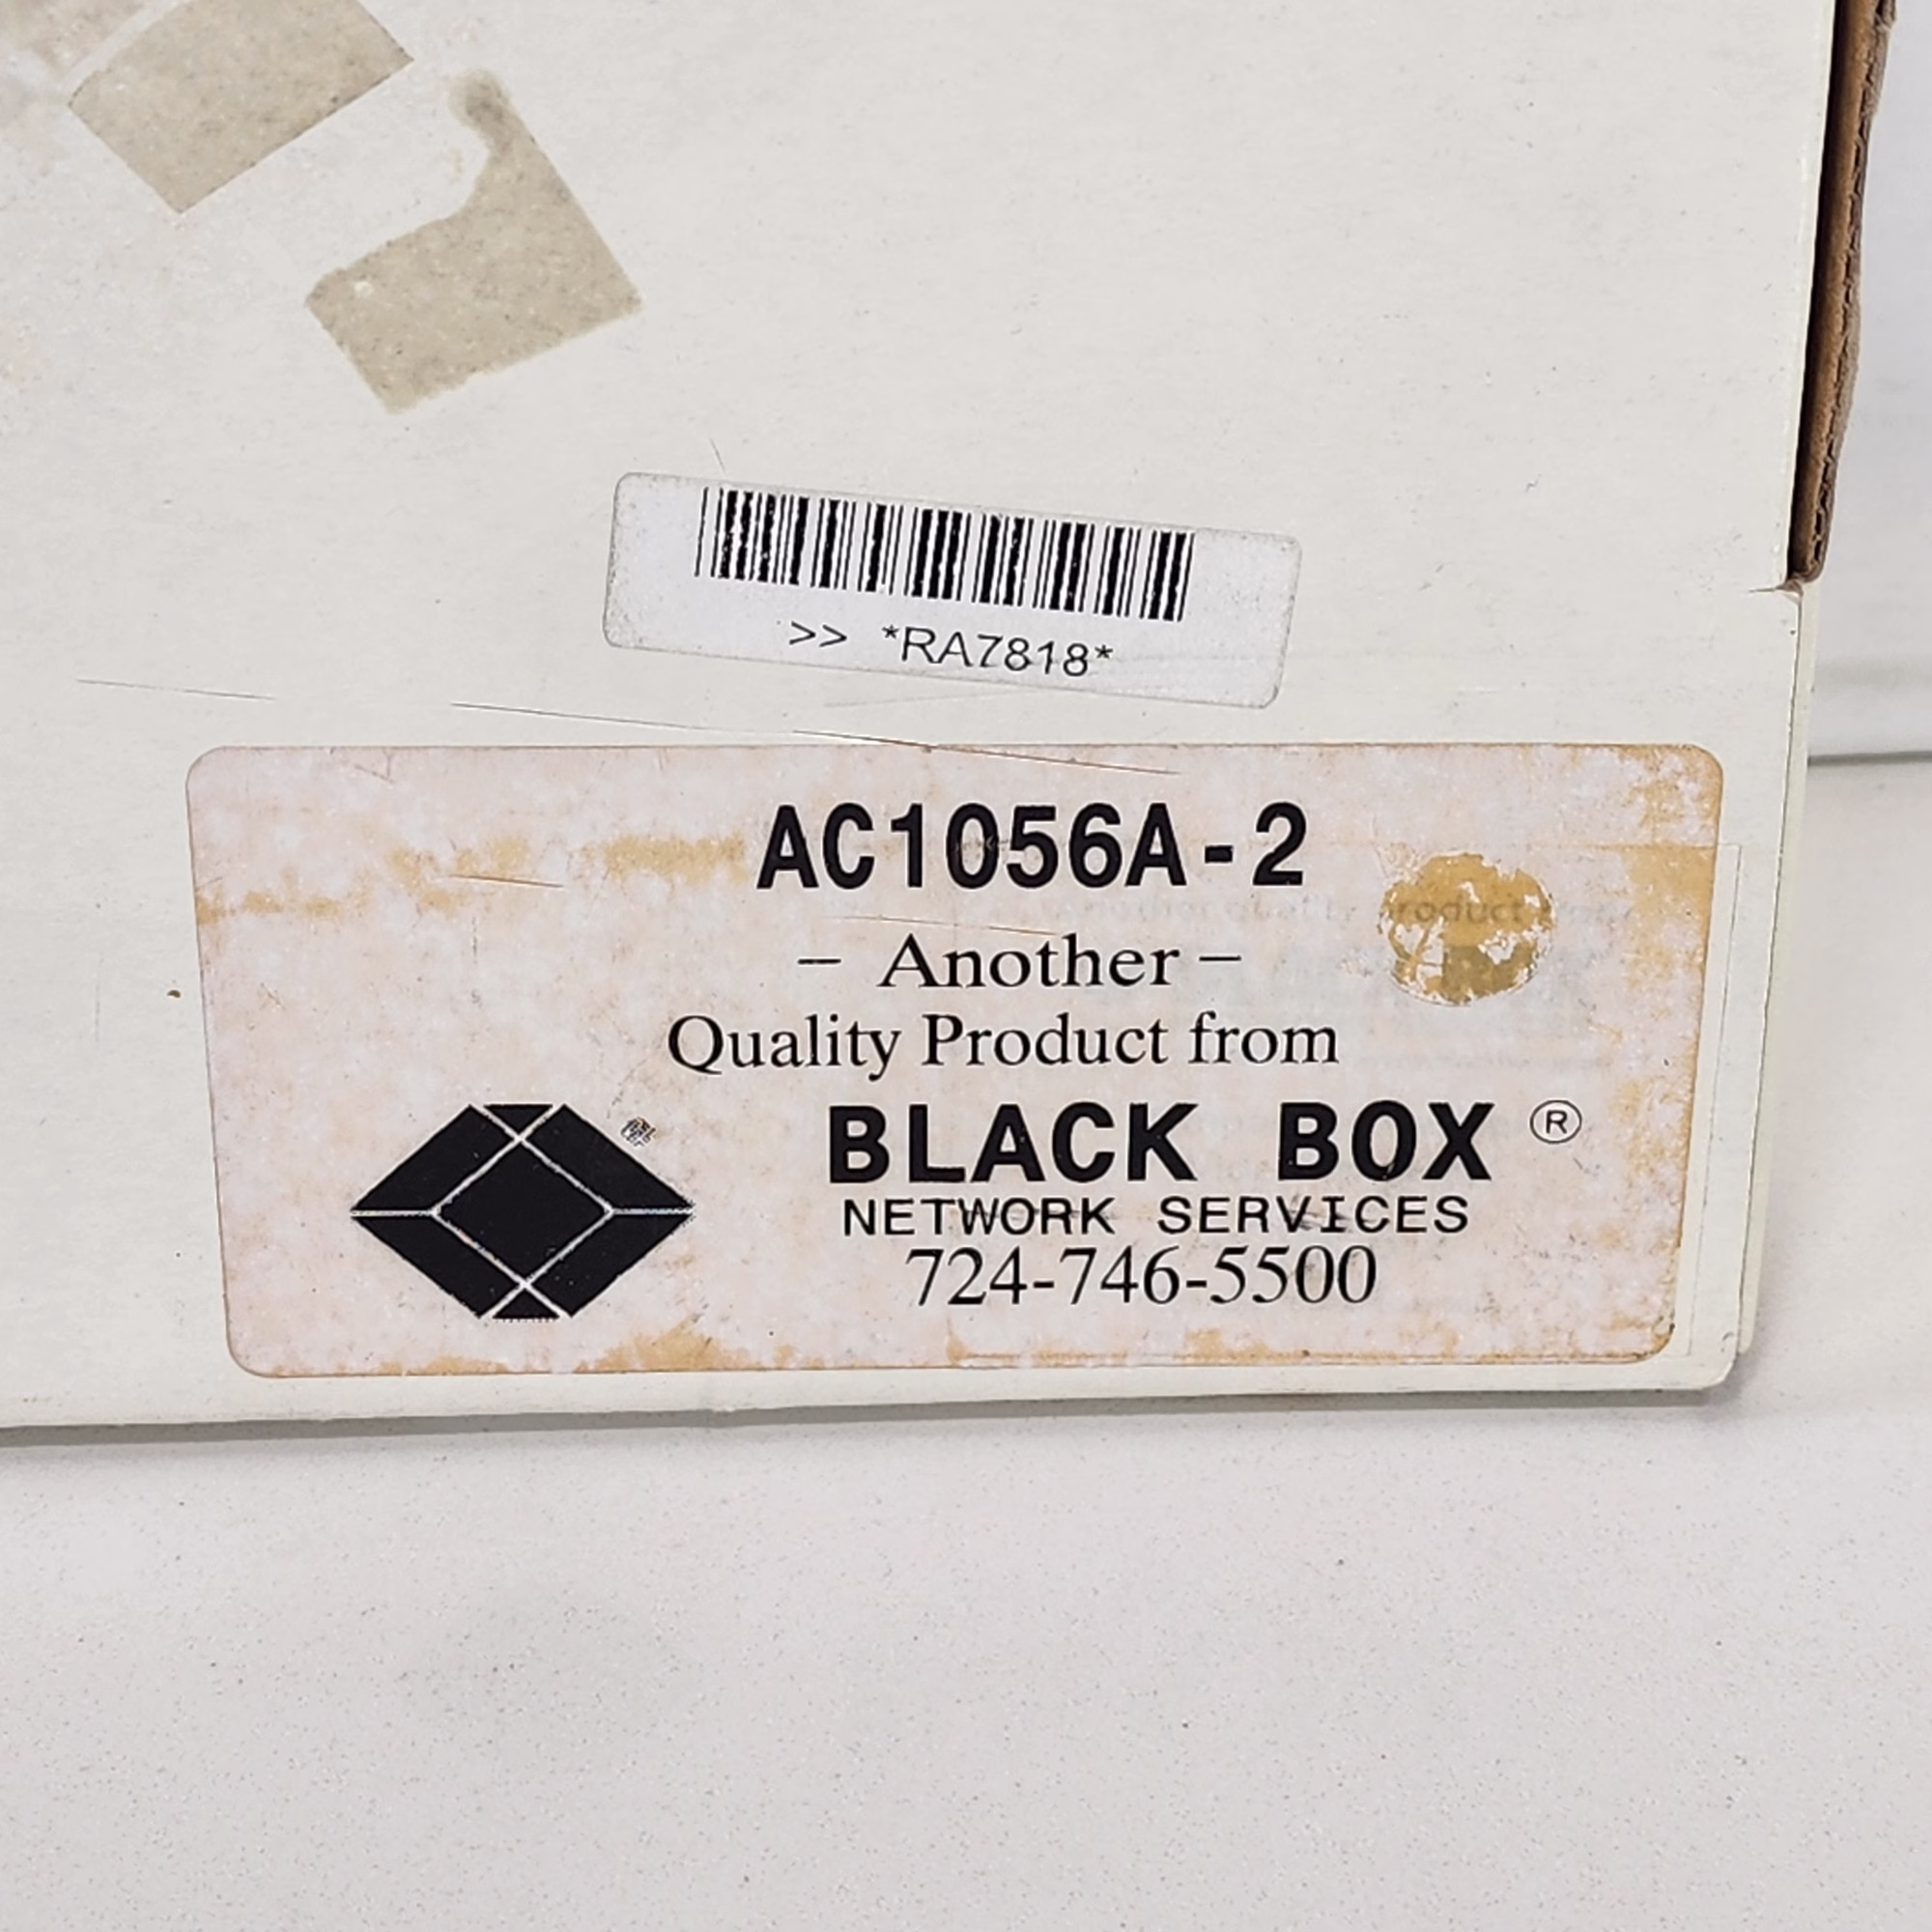 >> *RA7818*
AC1056A-2
– Another –
Quality Product from
BLACK BOX ®
NETWORK SERVICES
724-746-5500